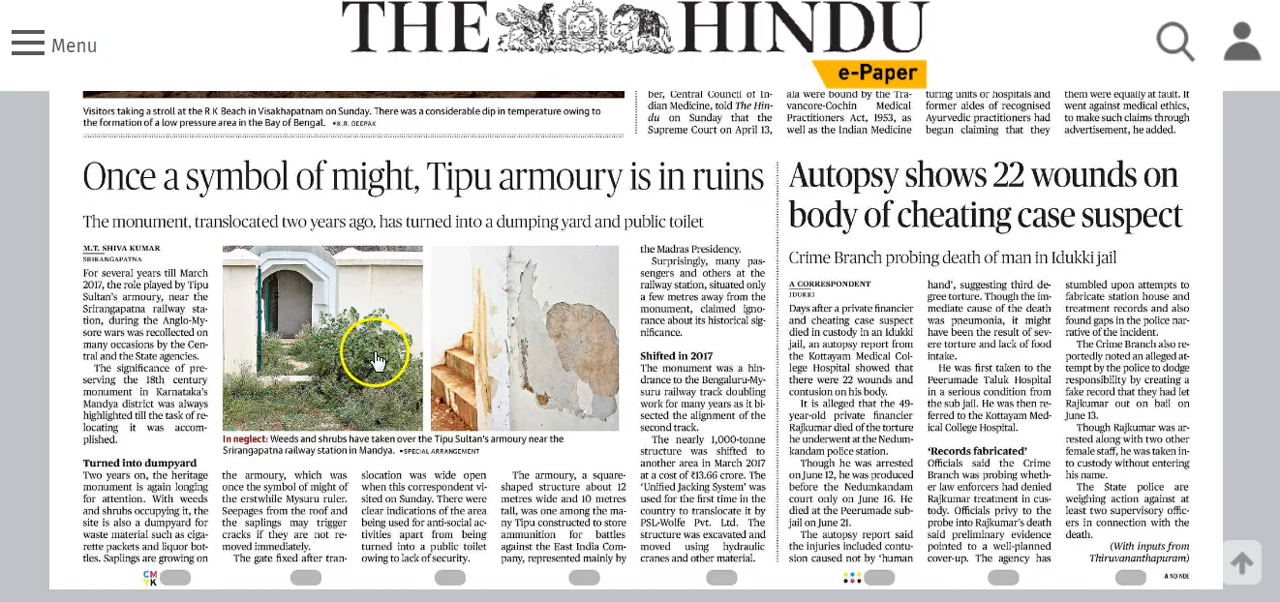 Menu
THE HINDU
e-Paper
Visitors taking a stroll at the R K Beach in Visakhapatnam on Sunday. There was a considerable dip in temperature owing to
the formation of a low pressure area in the Bay of Bengal. • K.R. DEEPAK
ber, Central Council of In-
dian Medicine, told The Hin-
du on Sunday that the
Supreme Court on April 13,
ala were bound by the Tra-
vancore-Cochin Medical
Practitioners Act, 1953, as
well as the Indian Medicine
turing units or hospitals and
former aides of recognised
Ayurvedic practitioners had
begun claiming that they
them were equally at fault. It
went against medical ethics,
to make such claims through
advertisement, he added.
Once a symbol of might, Tipu armoury is in ruins
The monument, translocated two years ago, has turned into a dumping yard and public toilet
M.T. SHIVA KUMAR
SRIRANGAPATNA
For several years till March
2017, the role played by Tipu
Sultan's armoury, near the
Srirangapatna railway sta-
tion, during the Anglo-My-
sore wars was recollected on
many occasions by the Cen-
tral and the State agencies.
The significance of pre-
serving the 18th century
monument in Karnataka's
Mandya district was always
highlighted till the task of re-
locating it was accom-
plished.
Turned into dumpyard
Two years on, the heritage
monument is again longing
for attention. With weeds
and shrubs occupying it, the
site is also a dumpyard for
waste material such as ciga-
rette packets and liquor bot-
tles. Saplings are growing on
In neglect: Weeds and shrubs have taken over the Tipu Sultan's armoury near the
Srirangapatna railway station in Mandya. • SPECIAL ARRANGEMENT
the armoury, which was
once the symbol of might of
the erstwhile Mysuru ruler.
Seepages from the roof and
the saplings may trigger
cracks if they are not re-
moved immediately.
The gate fixed after tran-
slocation was wide open
when this correspondent vi-
sited on Sunday. There were
clear indications of the area
being used for anti-social ac-
tivities apart from being
turned into a public toilet
owing to lack of security.
The armoury, a square-
shaped structure about 12
metres wide and 10 metres
tall, was one among the ma-
ny Tipu constructed to store
ammunition for battles
against the East India Com-
pany, represented mainly by
the Madras Presidency.
Surprisingly, many pas-
sengers and others at the
railway station, situated only
a few metres away from the
monument, claimed igno-
rance about its historical sig-
nificance.
Shifted in 2017
The monument was a hin-
drance to the Bengaluru-My-
suru railway track doubling
work for many years as it bi-
sected the alignment of the
second track.
The nearly 1,000-tonne
structure was shifted to
another area in March 2017
at a cost of ₹13.66 crore. The
'Unified Jacking System' was
used for the first time in the
country to translocate it by
PSL-Wolfe Pvt. Ltd. The
structure was excavated and
moved using hydraulic
cranes and other material.
Autopsy shows 22 wounds on
body of cheating case suspect
Crime Branch probing death of man in Idukki jail
A CORRESPONDENT
IDUKKI
Days after a private financier
and cheating case suspect
died in custody in an Idukki
jail, an autopsy report from
the Kottayam Medical Col-
lege Hospital showed that
there were 22 wounds and
contusion on his body.
It is alleged that the 49-
year-old private financier
Rajkumar died of the torture
he underwent at the Nedum-
kandam police station.
Though he was arrested
on June 12, he was produced
before the Nedumkandam
court only on June 16. He
died at the Peerumade sub-
jail on June 21.
The autopsy report said
the injuries included contu-
sion caused not by 'human
hand', suggesting third de-
gree torture. Though the im-
mediate cause of the death
was pneumonia, it might
have been the result of sev-
ere torture and lack of food
intake.
He was first taken to the
Peerumade Taluk Hospital
in a serious condition from
the sub jail. He was then re-
ferred to the Kottayam Med-
ical College Hospital.
'Records fabricated'
Officials said the Crime
Branch was probing wheth-
er law enforcers had denied
Rajkumar treatment in cus-
tody. Officials privy to the
probe into Rajkumar's death
said preliminary evidence
pointed to a well-planned
cover-up. The agency has
stumbled upon attempts to
fabricate station house and
treatment records and also
found gaps in the police nar-
rative of the incident.
The Crime Branch also re-
portedly noted an alleged at-
tempt by the police to dodge
responsibility by creating a
fake record that they had let
Rajkumar out on bail on
June 13.
Though Rajkumar was ar-
rested along with two other
female staff, he was taken in-
to custody without entering
his name.
The State police are
weighing action against at
least two supervisory offic-
ers in connection with the
death.
(With inputs from
Thiruvananthapuram)
CM
YK
A ND-NDE